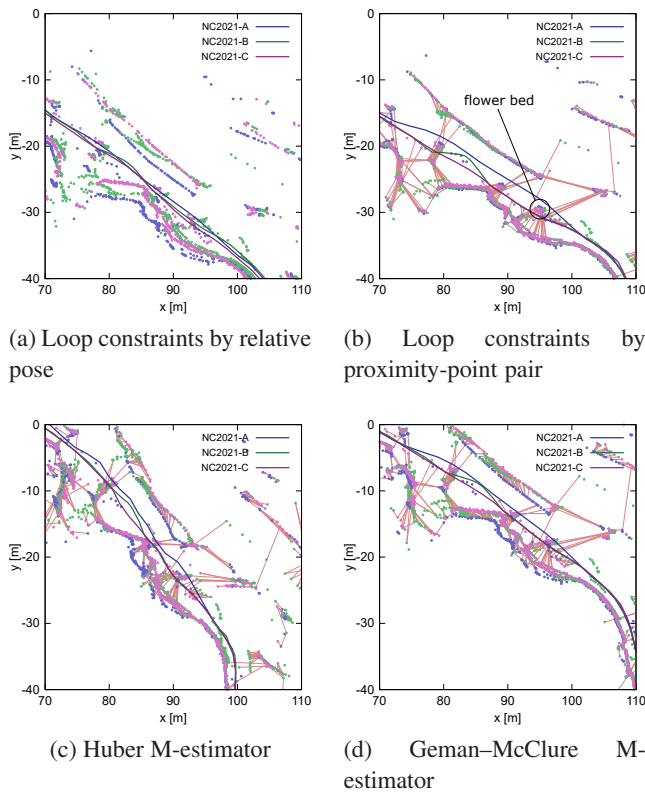 0
-10
-20
-30
-40
y [m]
70 80 90 100 110
x [m]
NC2021-A
NC2021-B
NC2021-C
(a) Loop constraints by relative
pose
0
-10
-20
-30
-40
y [m]
70 80 90 100 110
x [m]
NC2021-A
NC2021-B
NC2021-C
flower bed
(b) Loop constraints by
proximity-point pair
0
-10
-20
-30
-40
y [m]
70 80 90 100 110
x [m]
NC2021-A
NC2021-B
NC2021-C
(c) Huber M-estimator
0
-10
-20
-30
-40
y [m]
70 80 90 100 110
x [m]
NC2021-A
NC2021-B
NC2021-C
(d) Geman–McClure M-
estimator